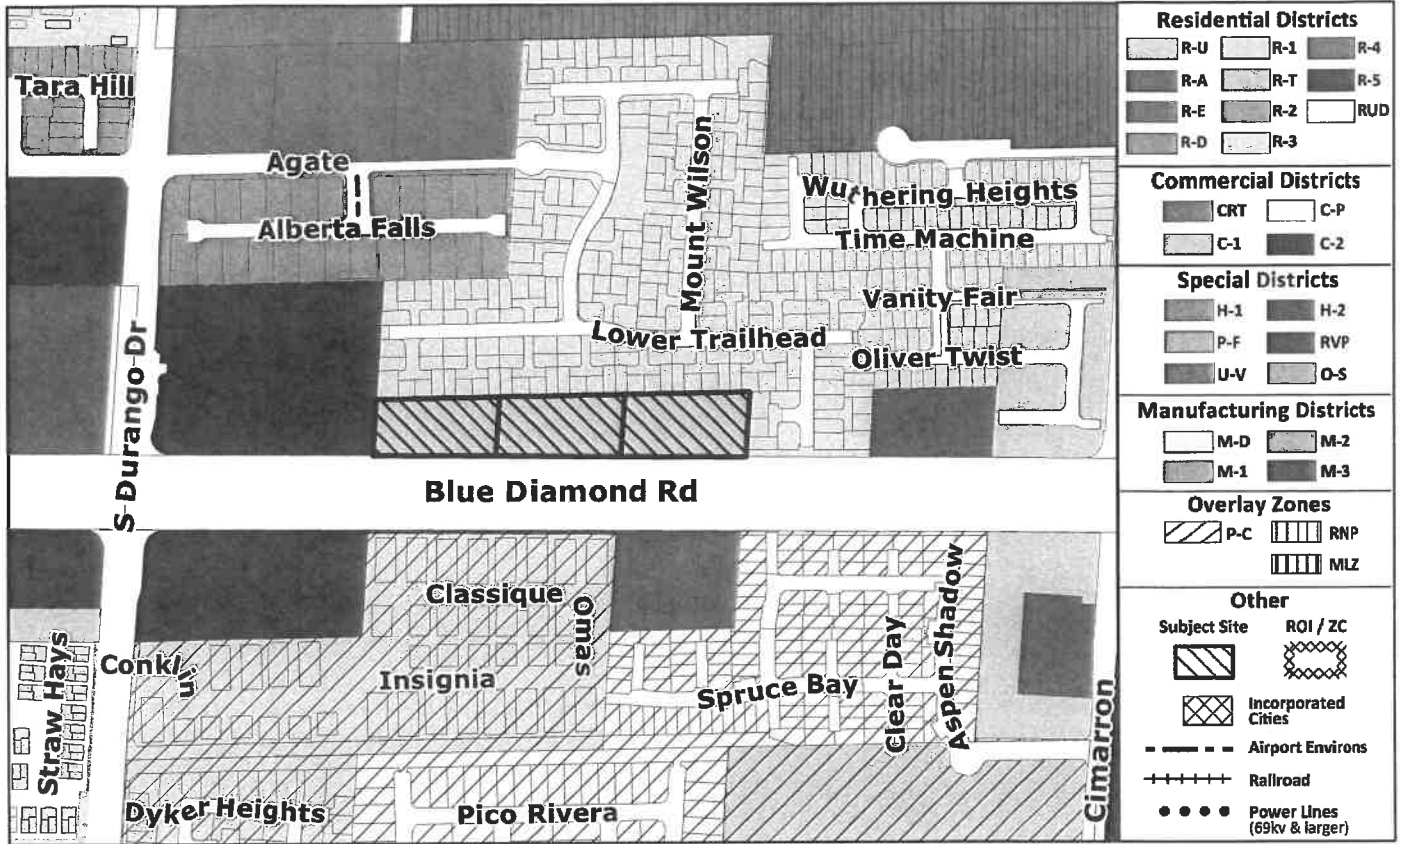 Tara Hill
Agate
Alberta Falls
Mount Wilson
Wuthering Heights
Time Machine
Vanity Fair
Lower Trailhead
Oliver Twist
S Durango Dr
Blue Diamond Rd
Classique
Omas
Conklin
Insignia
Straw Hays
Spruce Bay
Clear Day
Aspen Shadow
Cimarron
Dyker Heights
Pico Rivera
Residential Districts
R-U R-1 R-4
R-A R-T R-5
R-E R-2 RUD
R-D R-3
Commercial Districts
CRT C-P
C-1 C-2
Special Districts
H-1 H-2
P-F RVP
U-V O-S
Manufacturing Districts
M-D M-2
M-1 M-3
Overlay Zones
P-C RNP
MLZ
Other
Subject Site ROI / ZC
Incorporated
Cities
Airport Environs
Railroad
Power Lines
(69kv & larger)